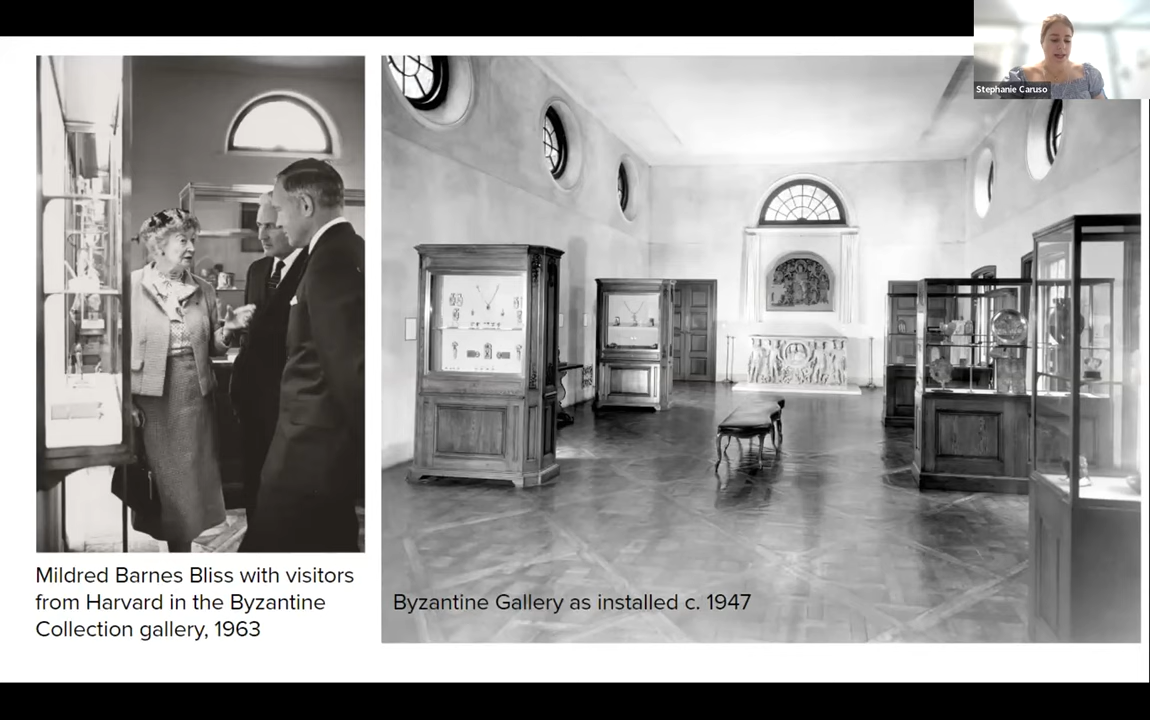 Stephanie Caruso
Mildred Barnes Bliss with visitors
from Harvard in the Byzantine
Collection gallery, 1963
Byzantine Gallery as installed c. 1947